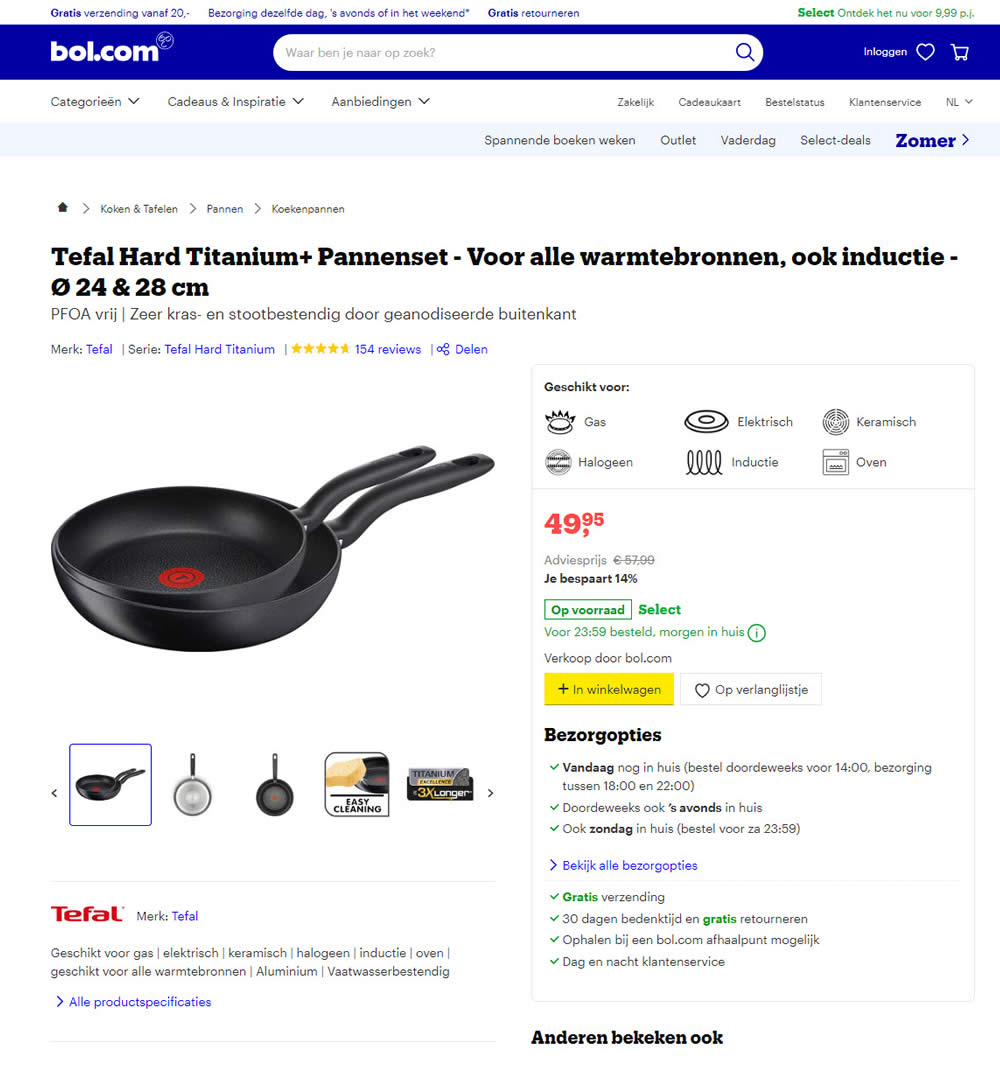 Gratis verzending vanaf 20,- Bezorging dezelfde dag, 's avonds of in het weekend* Gratis retourneren Select Ontdek het nu voor 9,99 p.j.
bol.com Waar ben je naar op zoek? Inloggen
Categorieën Cadeaus & Inspiratie Aanbiedingen Zakelijk Cadeaukaart Bestelstatus Klantenservice NL
Spannende boeken weken Outlet Vaderdag Select-deals Zomer
Koken & Tafelen Pannen Koekenpannen
Tefal Hard Titanium+ Pannenset - Voor alle warmtebronnen, ook inductie -
Ø 24 & 28 cm
PFOA vrij | Zeer kras- en stootbestendig door geanodiseerde buitenkant
Merk: Tefal | Serie: Tefal Hard Titanium | 154 reviews | Delen
Geschikt voor:
Gas Elektrisch Keramisch
Halogeen Inductie Oven
49,95
Adviesprijs € 57,99
Je bespaart 14%
Op voorraad Select
Voor 23:59 besteld, morgen in huis
Verkoop door bol.com
+ In winkelwagen Op verlanglijstje
Bezorgopties
Vandaag nog in huis (bestel doordeweeks voor 14:00, bezorging
tussen 18:00 en 22:00)
Doordeweeks ook 's avonds in huis
Ook zondag in huis (bestel voor za 23:59)
Bekijk alle bezorgopties
Gratis verzending
30 dagen bedenktijd en gratis retourneren
Ophalen bij een bol.com afhaalpunt mogelijk
Dag en nacht klantenservice
EASY
CLEANING
TITANIUM
EXCELLENCE
3X Longer
Tefal Merk: Tefal
Geschikt voor gas | elektrisch | keramisch | halogeen | inductie | oven |
geschikt voor alle warmtebronnen | Aluminium | Vaatwasserbestendig
Alle productspecificaties
Anderen bekeken ook